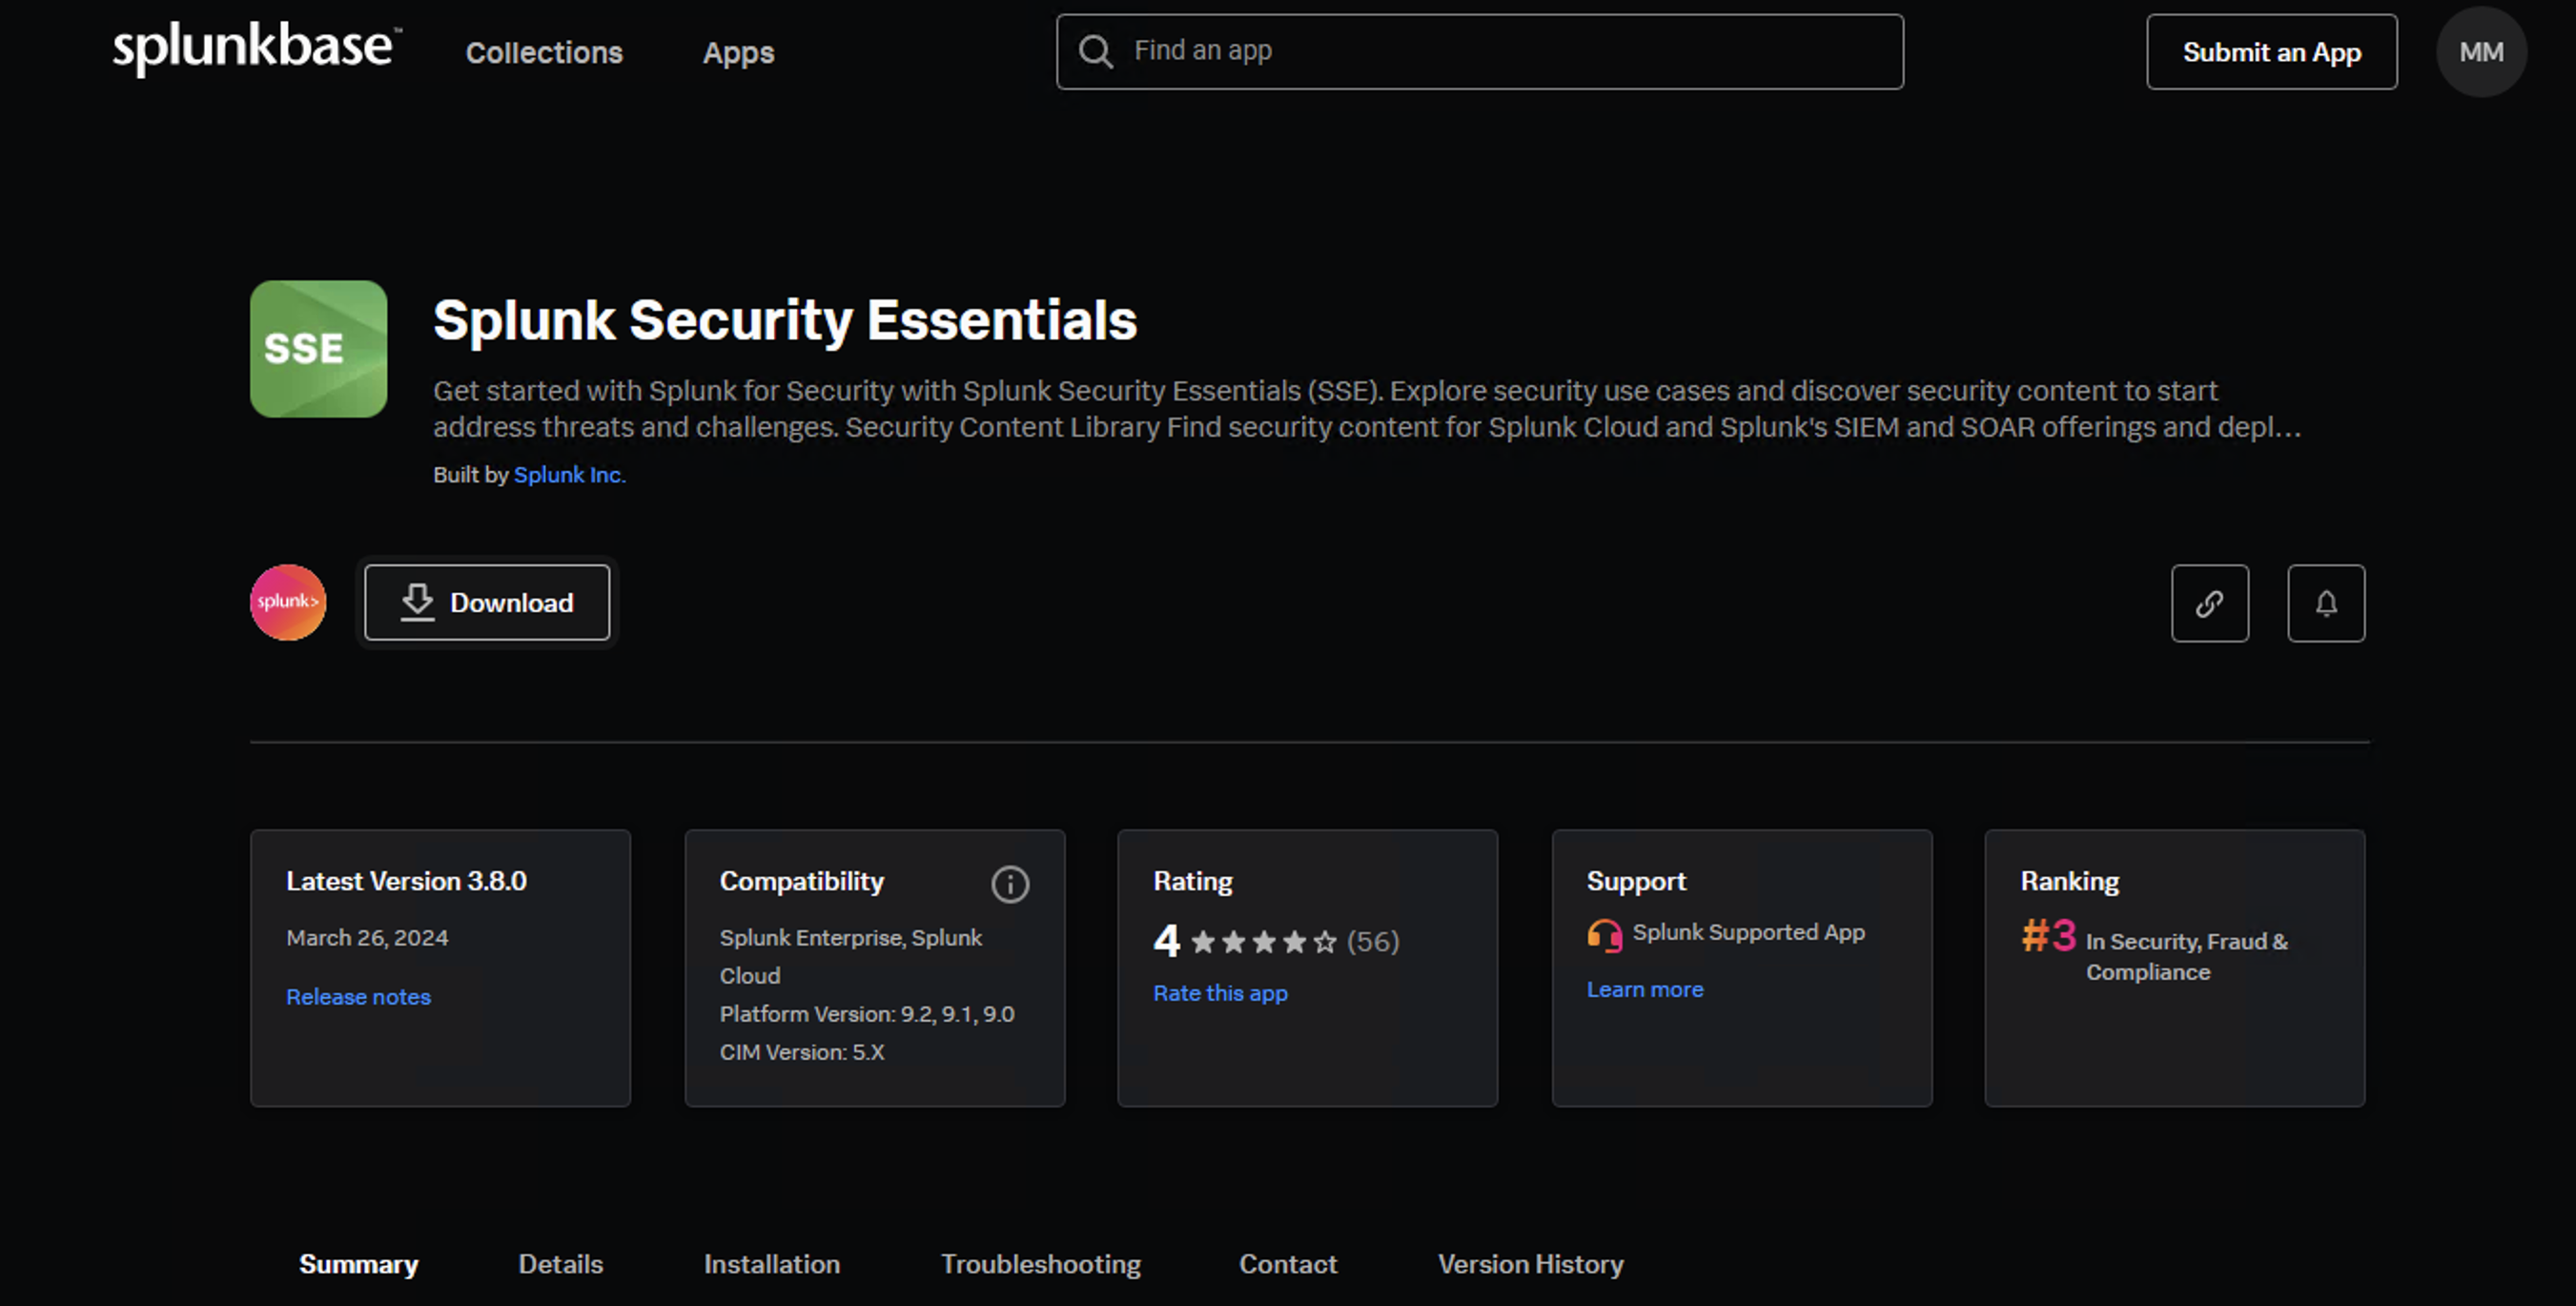 splunkbase™ Collections Apps Find an app Submit an App MM
SSE
Splunk Security Essentials
Get started with Splunk for Security with Splunk Security Essentials (SSE). Explore security use cases and discover security content to start
address threats and challenges. Security Content Library Find security content for Splunk Cloud and Splunk's SIEM and SOAR offerings and depl...
Built by Splunk Inc.
splunk> Download
Latest Version 3.8.0
March 26, 2024
Release notes
Compatibility
Splunk Enterprise, Splunk
Cloud
Platform Version: 9.2, 9.1, 9.0
CIM Version: 5.X
Rating
4 (56)
Rate this app
Support
Splunk Supported App
Learn more
Ranking
#3 In Security, Fraud &
Compliance
Summary Details Installation Troubleshooting Contact Version History